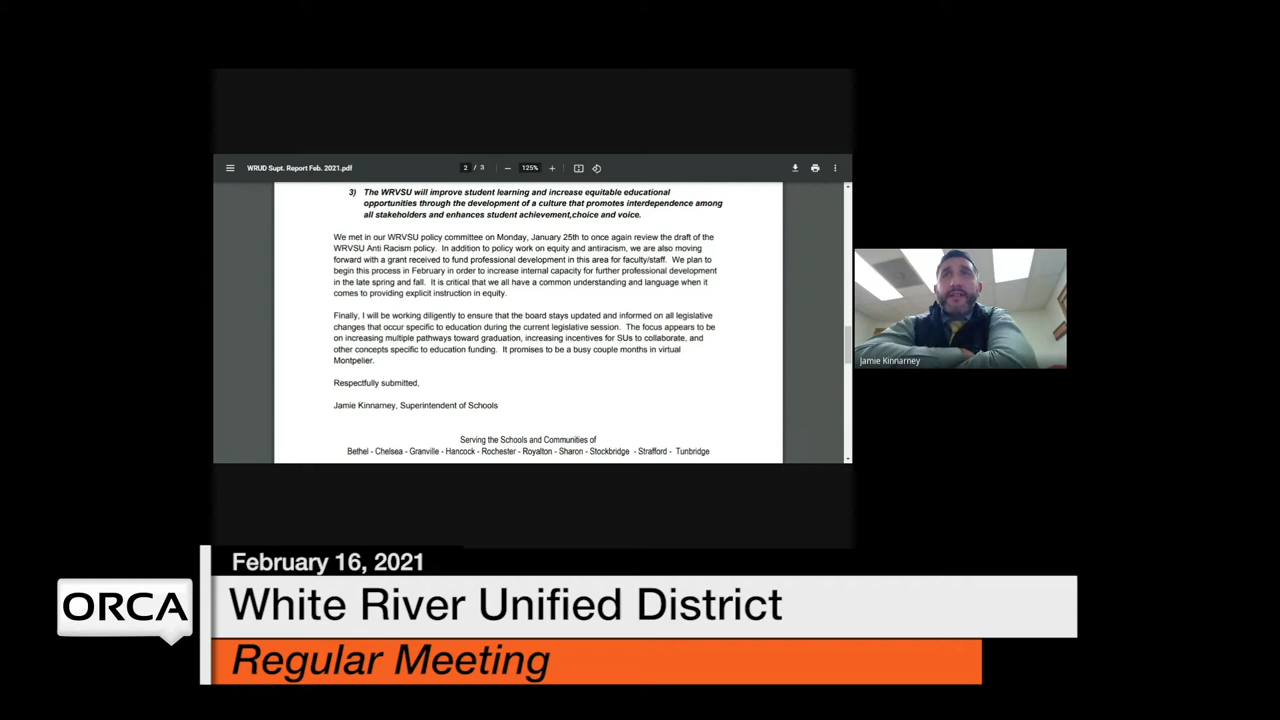 WRUD Supt. Report Feb. 2021.pdf
2 / 3
125%
3) The WRVSU will improve student learning and increase equitable educational
opportunities through the development of a culture that promotes interdependence among
all stakeholders and enhances student achievement,choice and voice.
We met in our WRVSU policy committee on Monday, January 25th to once again review the draft of the
WRVSU Anti Racism policy. In addition to policy work on equity and antiracism, we are also moving
forward with a grant received to fund professional development in this area for faculty/staff. We plan to
begin this process in February in order to increase internal capacity for further professional development
in the late spring and fall. It is critical that we all have a common understanding and language when it
comes to providing explicit instruction in equity.
Finally, I will be working diligently to ensure that the board stays updated and informed on all legislative
changes that occur specific to education during the current legislative session. The focus appears to be
on increasing multiple pathways toward graduation, increasing incentives for SUs to collaborate, and
other concepts specific to education funding. It promises to be a busy couple months in virtual
Montpelier.
Respectfully submitted,
Jamie Kinnarney, Superintendent of Schools
Serving the Schools and Communities of
Bethel - Chelsea - Granville - Hancock - Rochester - Royalton - Sharon - Stockbridge - Strafford - Tunbridge
Jamie Kinnarney
February 16, 2021
ORCA
White River Unified District
Regular Meeting